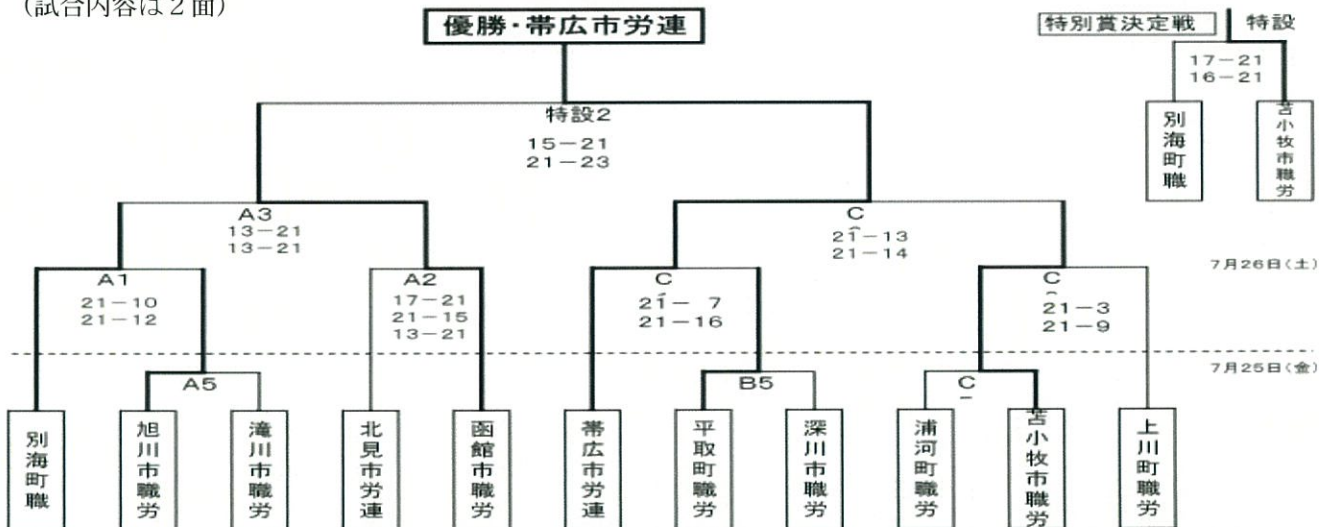 (試合内容は2面)
優勝・帯広市労連
特別賞決定戦
特設
17-21
16-21
別海町職
苫小牧市職労
特設2
15-21
21-23
A3
13-21
13-21
C
21-13
21-14
7月26日(土)
A1
21-10
21-12
A2
17-21
21-15
13-21
C
21- 7
21-16
C
21-3
21-9
7月25日(金)
A5
B5
C
別海町職
旭川市職労
滝川市職労
北見市労連
函館市職労
帯広市労連
平取町職労
深川市職労
浦河町職労
苫小牧市職労
上川町職労